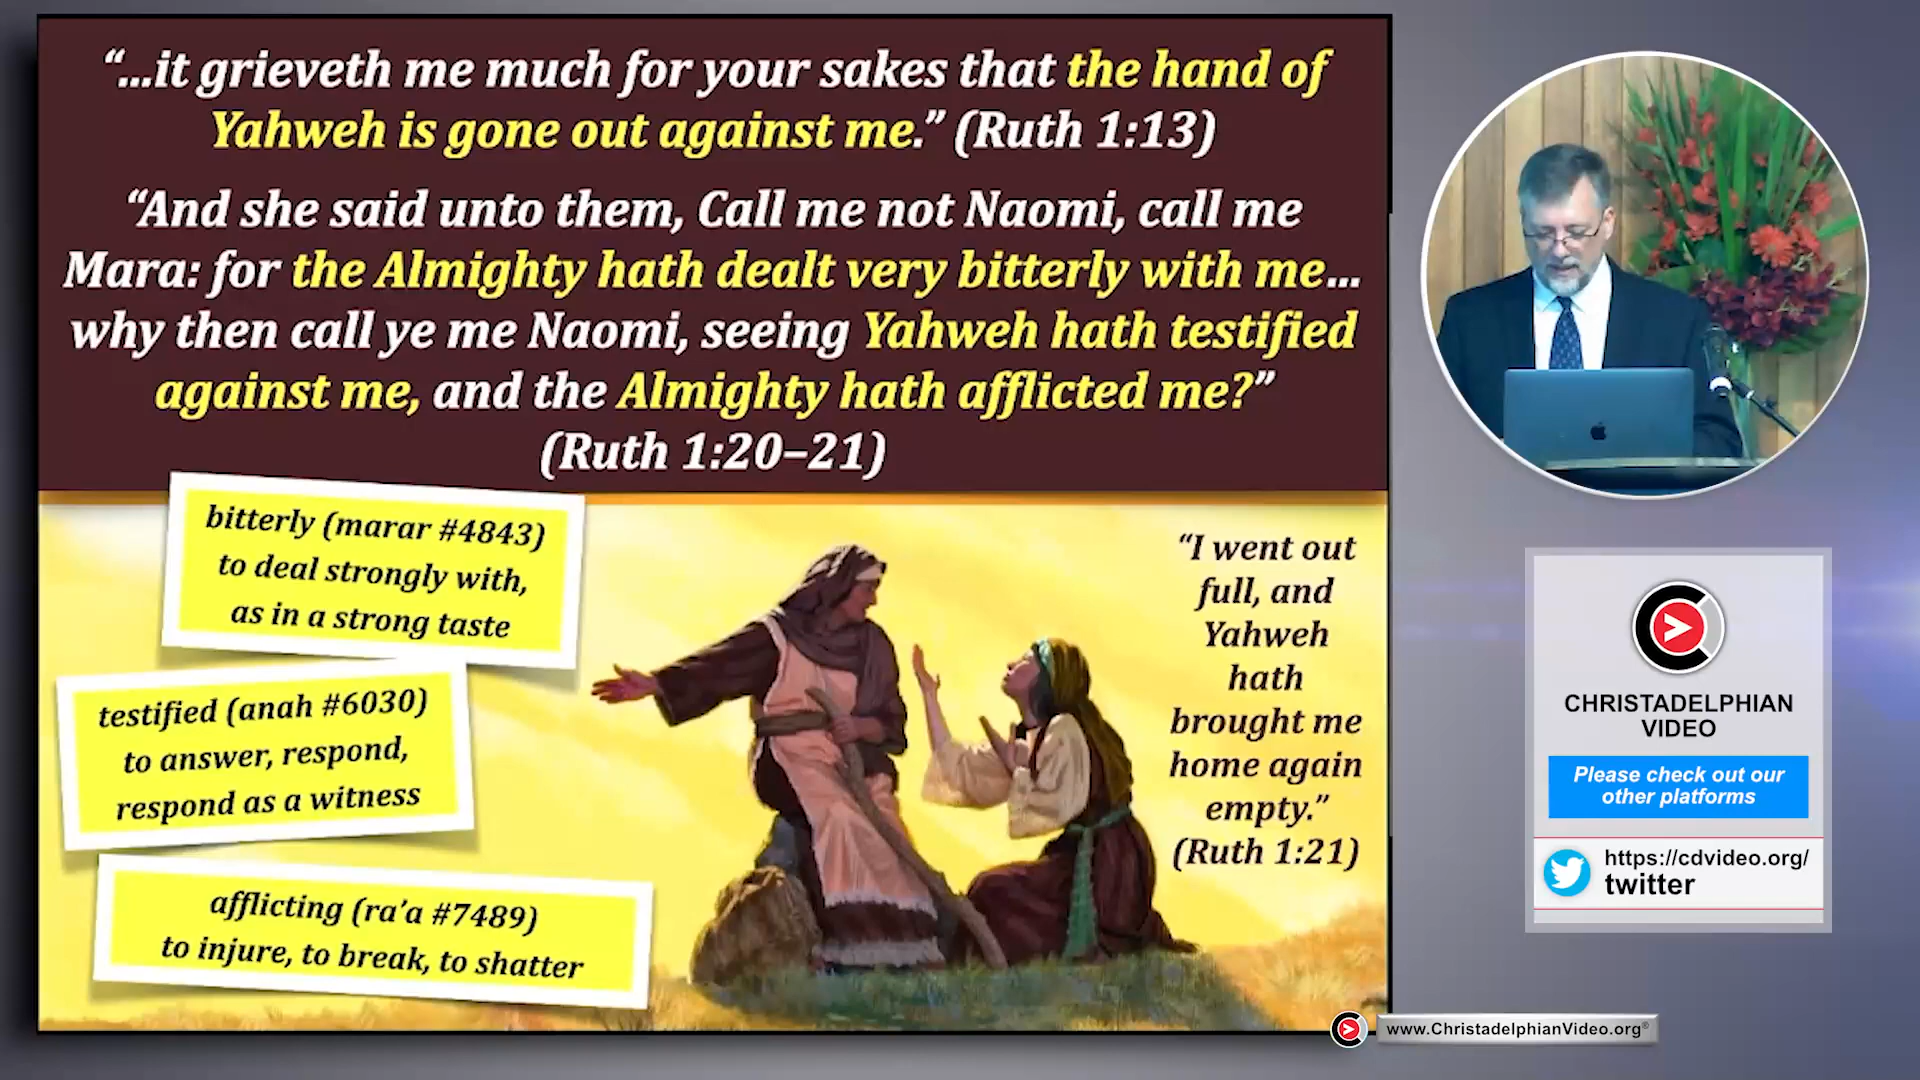 “...it grieveth me much for your sakes that the hand of
Yahweh is gone out against me.” (Ruth 1:13)
“And she said unto them, Call me not Naomi, call me
Mara: for the Almighty hath dealt very bitterly with me...
why then call ye me Naomi, seeing Yahweh hath testified
against me, and the Almighty hath afflicted me?”
(Ruth 1:20–21)
bitterly (marar #4843)
to deal strongly with,
as in a strong taste
testified (anah #6030)
to answer, respond,
respond as a witness
afflicting (ra’a #7489)
to injure, to break, to shatter
“I went out
full, and
Yahweh
hath
brought me
home again
empty.”
(Ruth 1:21)
CHRISTADELPHIAN
VIDEO
Please check out our
other platforms
https://cdvideo.org/
twitter
www.ChristadelphianVideo.org®